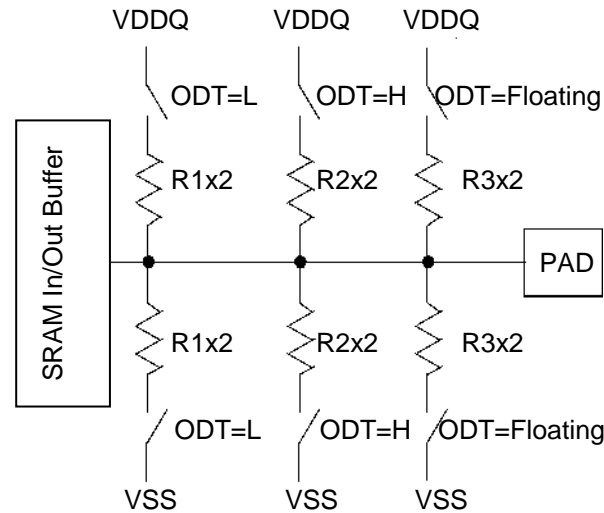 VDDQ VDDQ VDDQ
ODT=L ODT=H ODT=Floating
SRAM In/Out Buffer
R1x2 R2x2 R3x2
PAD
R1x2 R2x2 R3x2
ODT=L ODT=H ODT=Floating
VSS VSS VSS